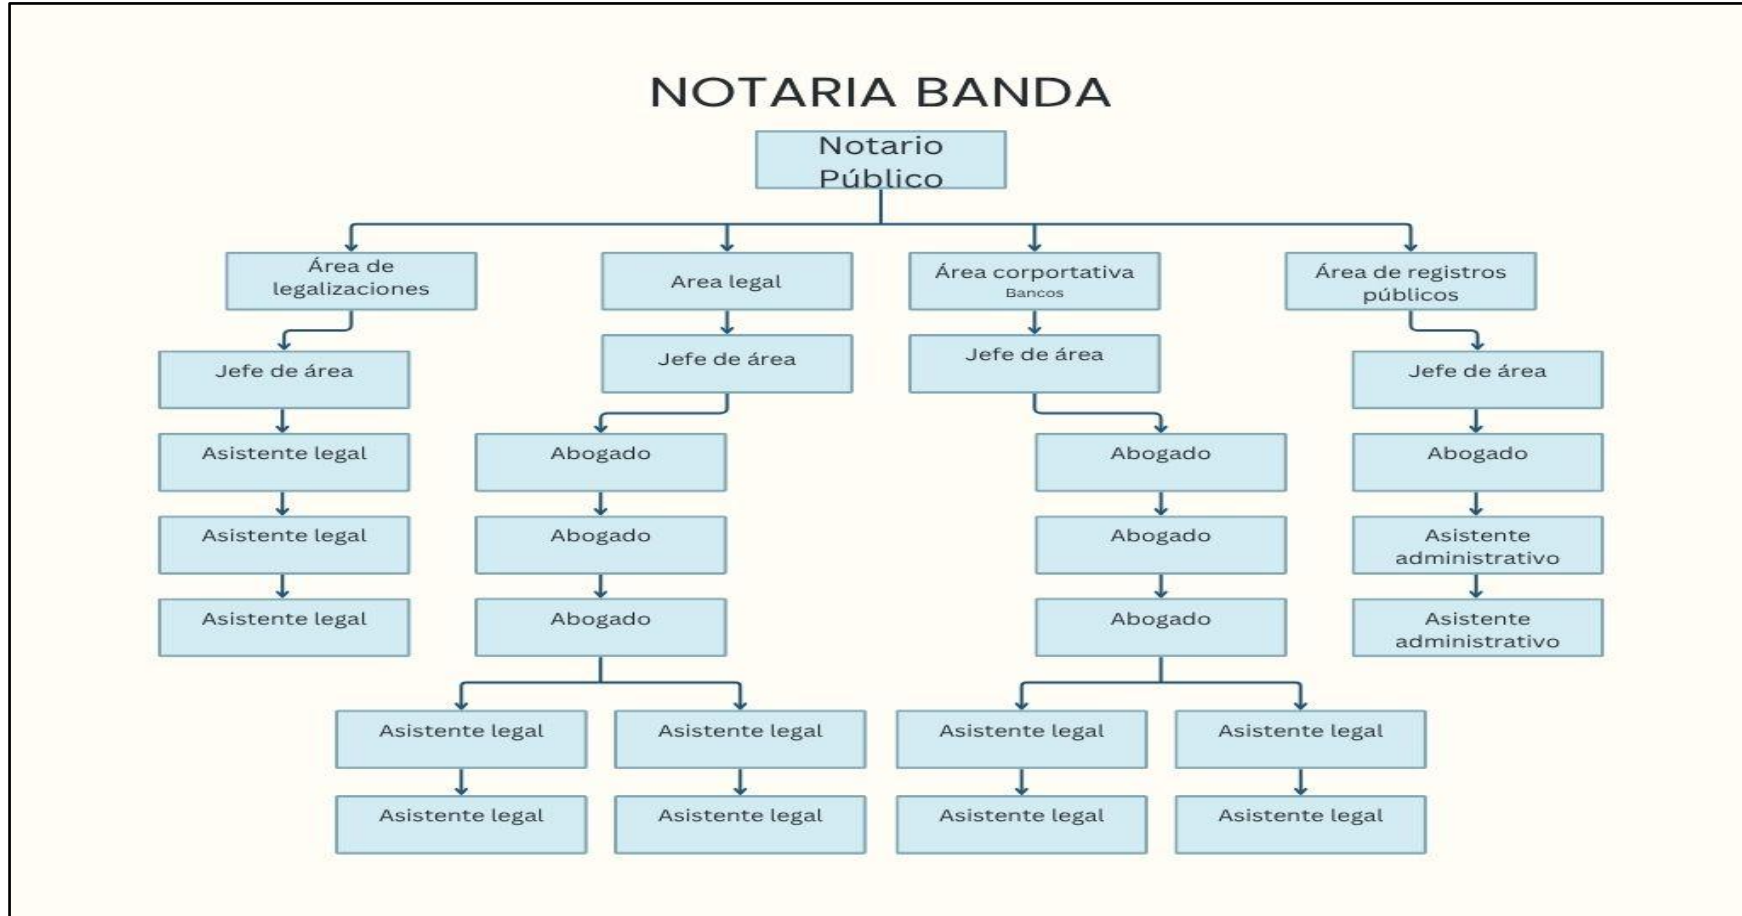 NOTARIA BANDA
Notario
Público
Área de
legalizaciones
Area legal
Área corportativa
Bancos
Área de registros
públicos
Jefe de área
Jefe de área
Jefe de área
Jefe de área
Asistente legal
Abogado
Abogado
Abogado
Asistente legal
Abogado
Abogado
Asistente
administrativo
Asistente legal
Abogado
Abogado
Asistente
administrativo
Asistente legal
Asistente legal
Asistente legal
Asistente legal
Asistente legal
Asistente legal
Asistente legal
Asistente legal